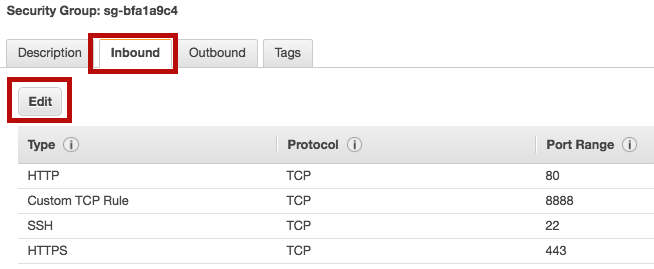 Security Group: sg-bfa1a9c4
Description Inbound Outbound Tags
Edit
Type i Protocol i Port Range i
HTTP TCP 80
Custom TCP Rule TCP 8888
SSH TCP 22
HTTPS TCP 443